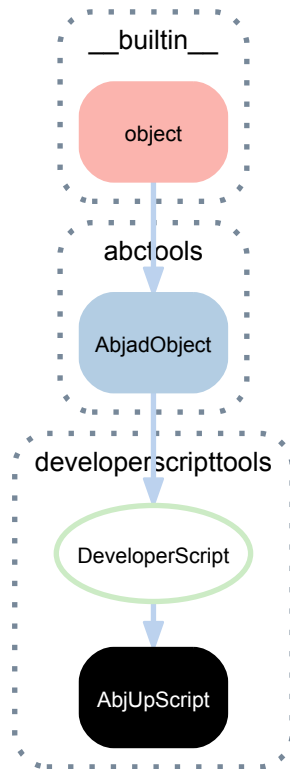 __builtin__
object
abctools
AbjadObject
developerscripttools
DeveloperScript
AbjUpScript